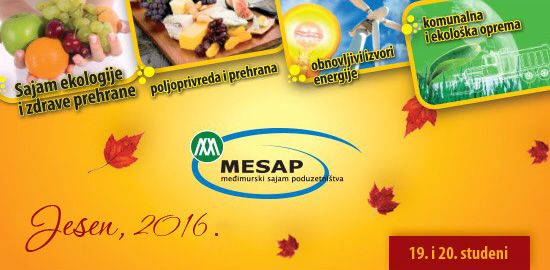 Sajam ekologije
i zdrave prehrane
poljoprivreda i prehrana
obnovljivi izvori
energije
komunalna
i ekološka oprema
MESAP
međimurski sajam poduzetništva
Jesen, 2016.
19. i 20. studeni